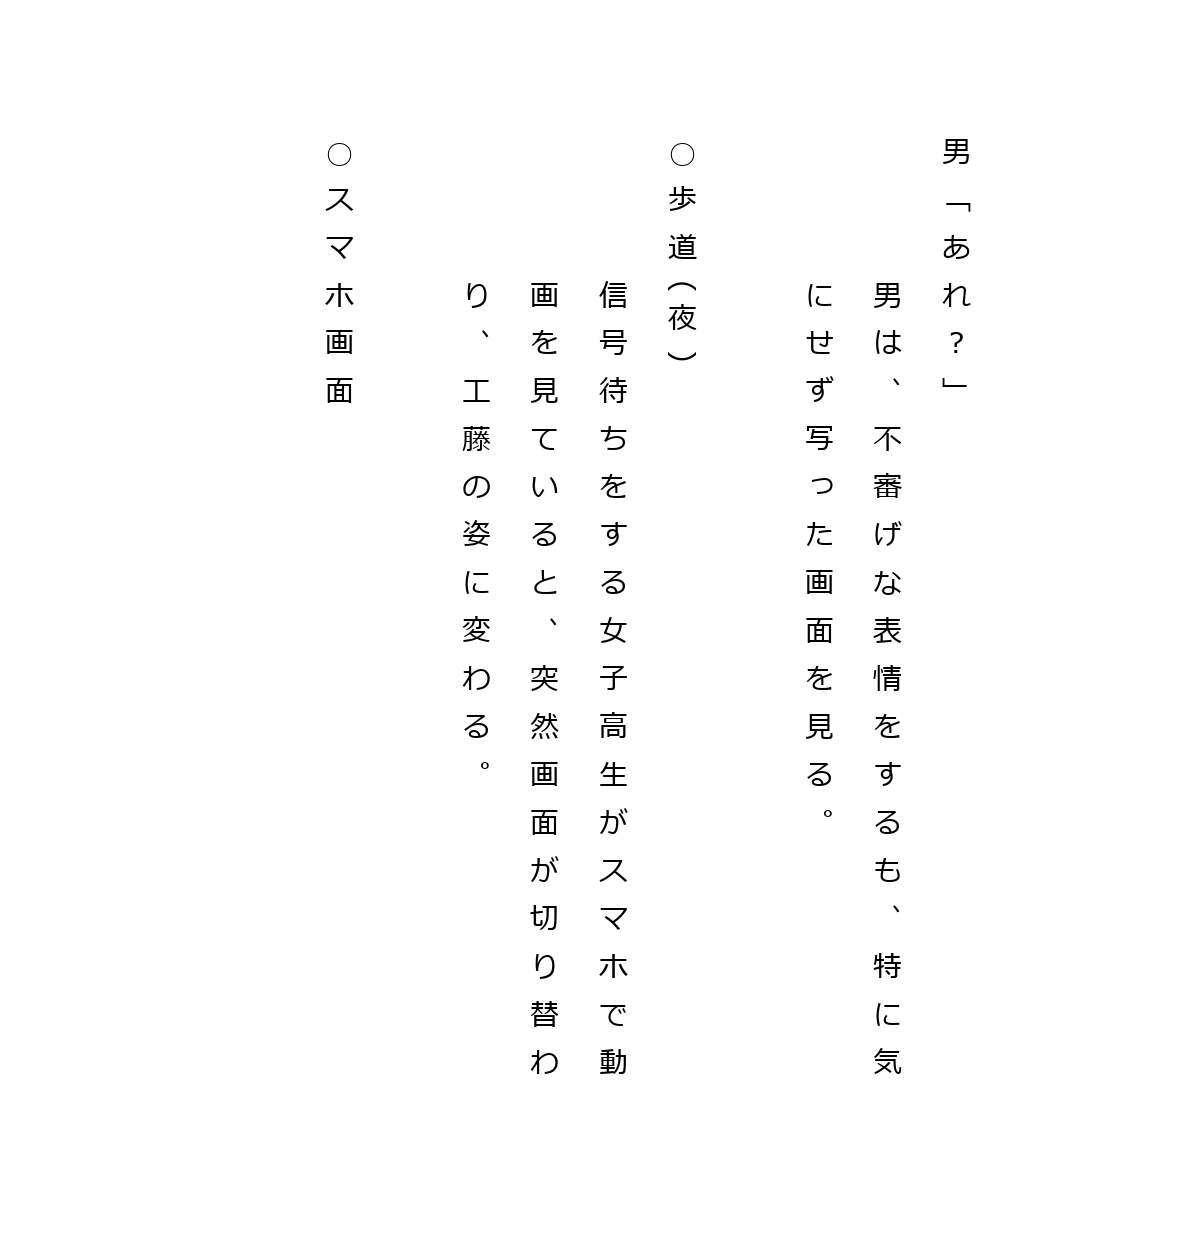 男「あれ？」
男は、不審げな表情をするも、特に気
にせず写った画面を見る。
○歩道（夜）
信号待ちをする女子高生がスマホで動
画を見ていると、突然画面が切り替わ
り、工藤の姿に変わる。
○スマホ画面